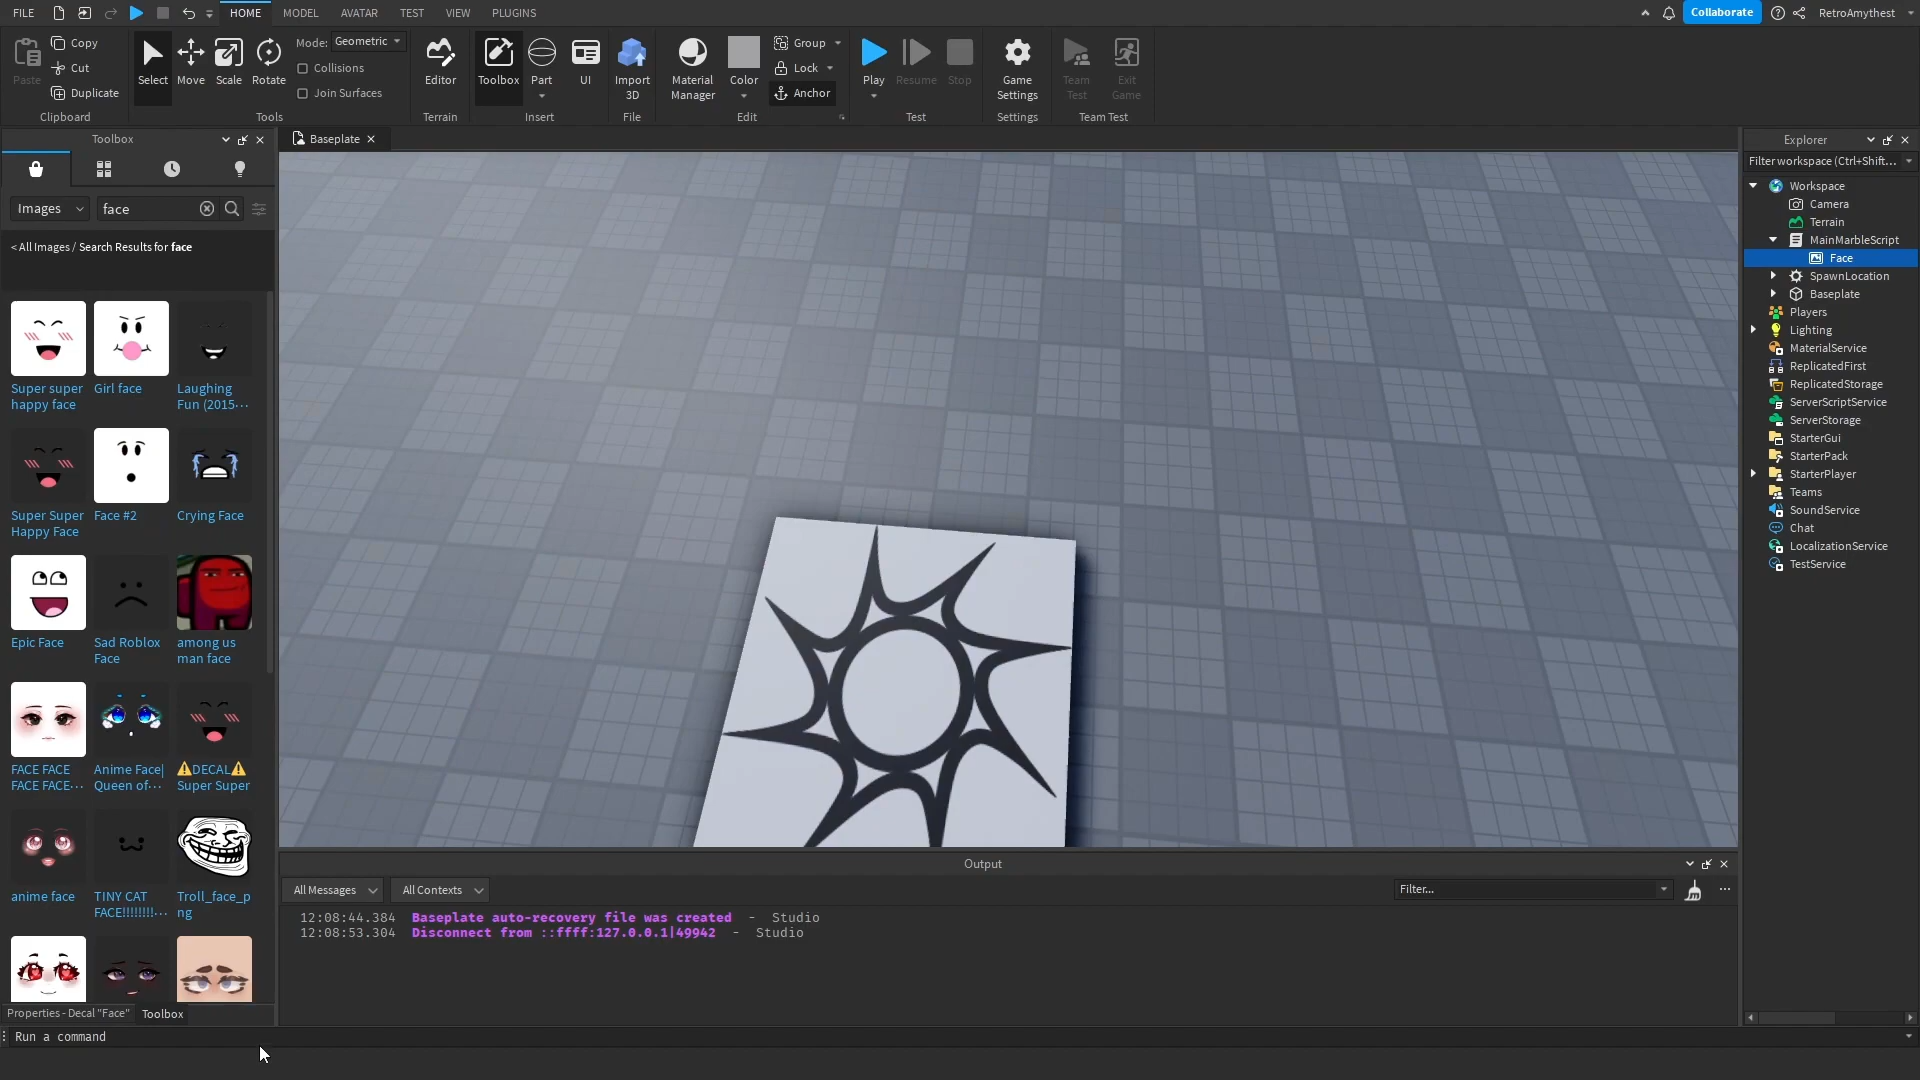 FILE HOME MODEL AVATAR TEST VIEW PLUGINS Collaborate RetroAmythest
Paste Copy Cut Duplicate Clipboard
Select Move Scale Rotate Mode: Geometric Collisions Join Surfaces Tools
Editor Terrain
Toolbox Part UI Insert
Import 3D File
Material Manager Color Group Lock Anchor Edit
Play Resume Stop Test
Game Settings Settings
Team Test Exit Game Team Test
Toolbox
Images face
< All Images / Search Results for face
Super super happy face
Girl face
Laughing Fun (2015···
Super Super Happy Face
Face #2
Crying Face
Epic Face
Sad Roblox Face
among us man face
FACE FACE FACE FACE···
Anime Face| Queen of···
⚠DECAL⚠ Super Super
anime face
TINY CAT FACE!!!!!!!!···
Troll_face_png
Properties - Decal "Face" Toolbox
Run a command
Baseplate
Output
All Messages All Contexts Filter...
12:08:44.384 Baseplate auto-recovery file was created - Studio
12:08:53.304 Disconnect from ::ffff:127.0.0.1|49942 - Studio
Explorer
Filter workspace (Ctrl+Shift...
Workspace
Camera
Terrain
MainMarbleScript
Face
SpawnLocation
Baseplate
Players
Lighting
MaterialService
ReplicatedFirst
ReplicatedStorage
ServerScriptService
ServerStorage
StarterGui
StarterPack
StarterPlayer
Teams
SoundService
Chat
LocalizationService
TestService